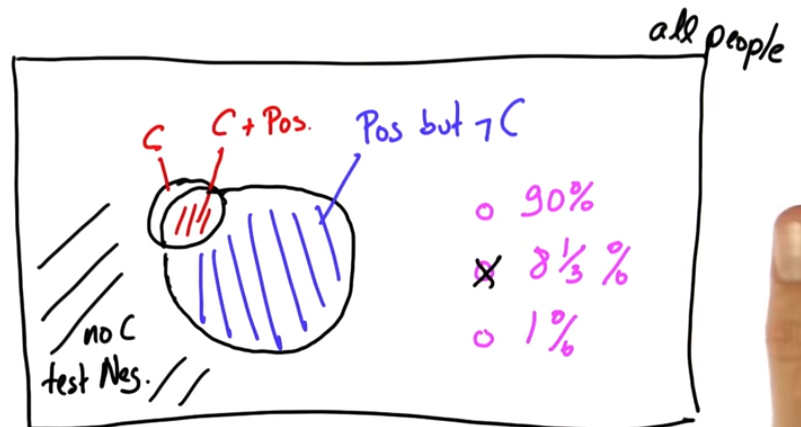 all people
C
C + Pos.
Pos but ¬ C
90%
8 ⅓ %
1%
no C
test Neg.